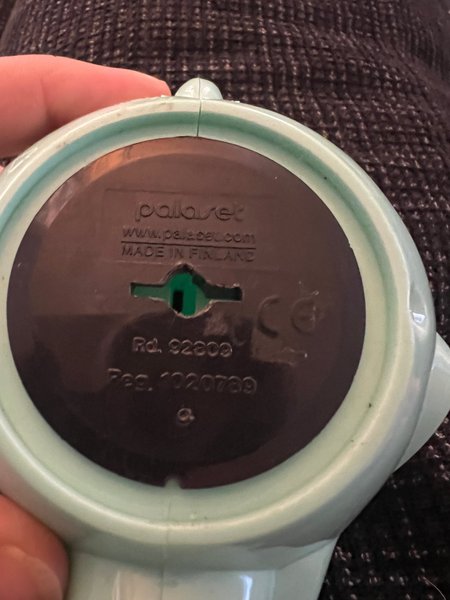 palaset
www.palaset.com
MADE IN FINLAND
CE
Rd. 92809
Reg. 1020789
a